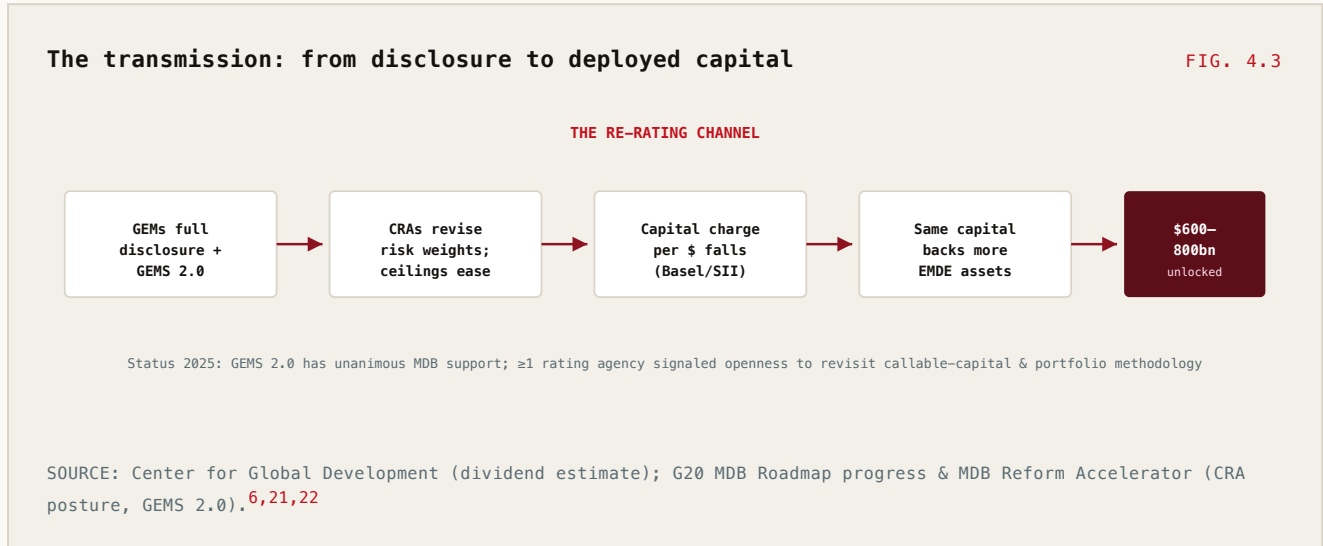 The transmission: from disclosure to deployed capital
FIG. 4.3
THE RE–RATING CHANNEL
GEMs full
disclosure +
GEMS 2.0
CRAs revise
risk weights;
ceilings ease
Capital charge
per $ falls
(Basel/SII)
Same capital
backs more
EMDE assets
$600–
800bn
unlocked
Status 2025: GEMS 2.0 has unanimous MDB support; ≥1 rating agency signaled openness to revisit callable–capital & portfolio methodology
SOURCE: Center for Global Development (dividend estimate); G20 MDB Roadmap progress & MDB Reform Accelerator (CRA
posture, GEMS 2.0).6,21,22